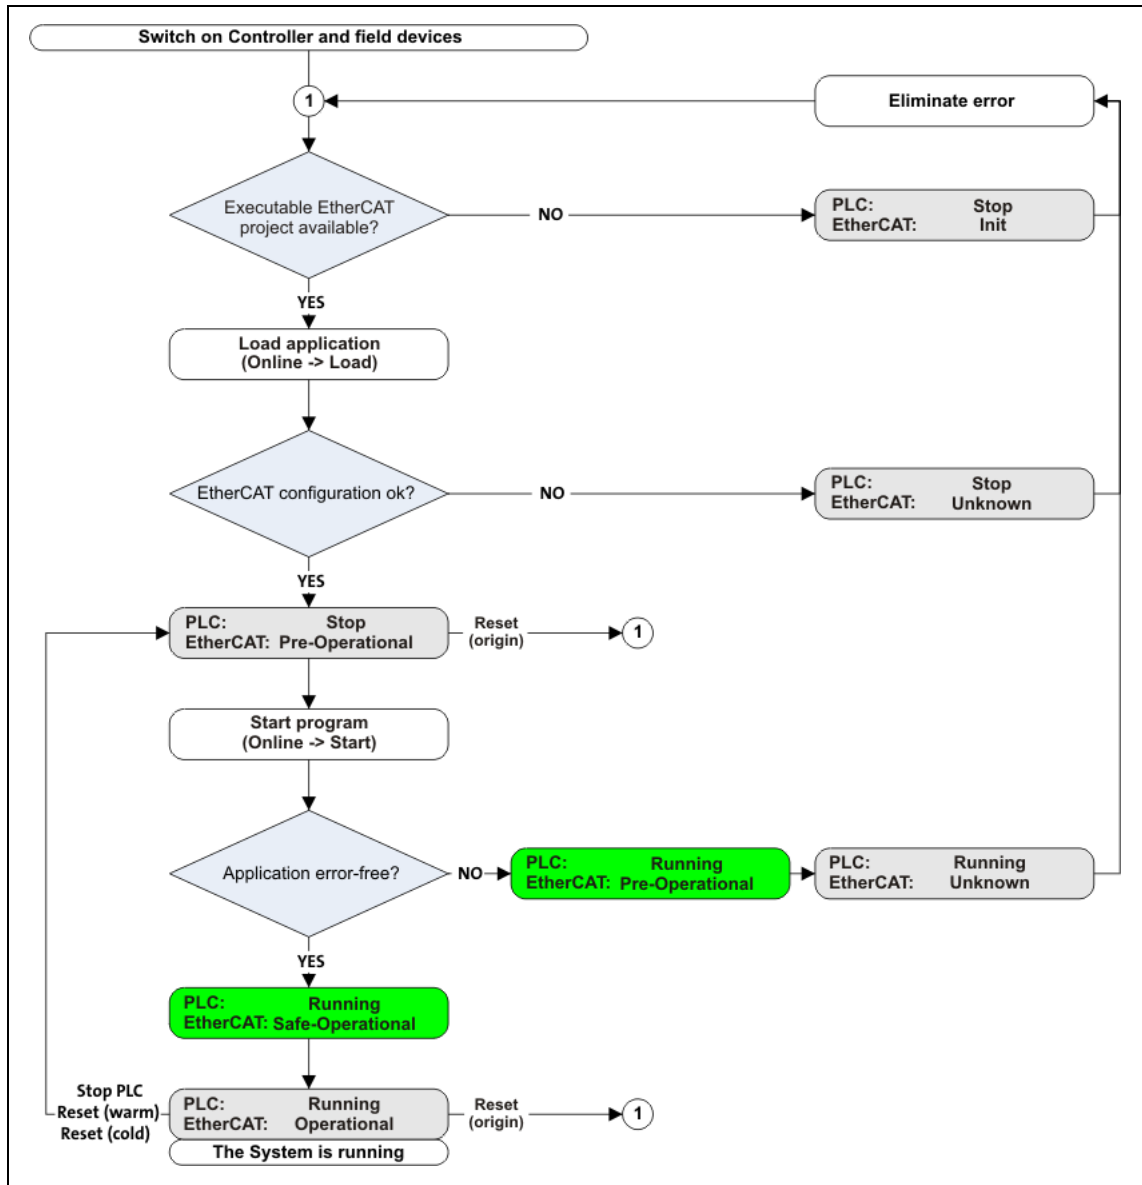 Switch on Controller and field devices
1
Eliminate error
Executable EtherCAT
project available?
NO
PLC: Stop
EtherCAT: Init
YES
Load application
(Online -> Load)
EtherCAT configuration ok?
NO
PLC: Stop
EtherCAT: Unknown
YES
PLC: Stop
EtherCAT: Pre-Operational
Reset
(origin)
1
Start program
(Online -> Start)
Application error-free?
NO
PLC: Running
EtherCAT: Pre-Operational
PLC: Running
EtherCAT: Unknown
YES
PLC: Running
EtherCAT: Safe-Operational
Stop PLC
Reset (warm)
Reset (cold)
PLC: Running
EtherCAT: Operational
Reset
(origin)
1
The System is running